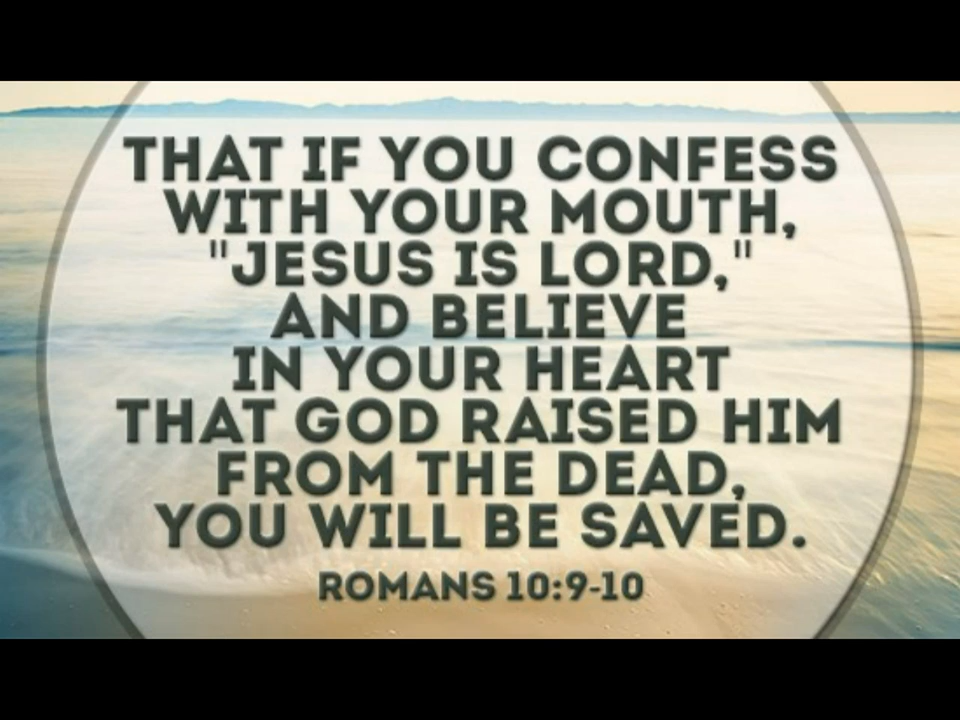 THAT IF YOU CONFESS
WITH YOUR MOUTH,
"JESUS IS LORD,"
AND BELIEVE
IN YOUR HEART
THAT GOD RAISED HIM
FROM THE DEAD,
YOU WILL BE SAVED.
ROMANS 10:9-10